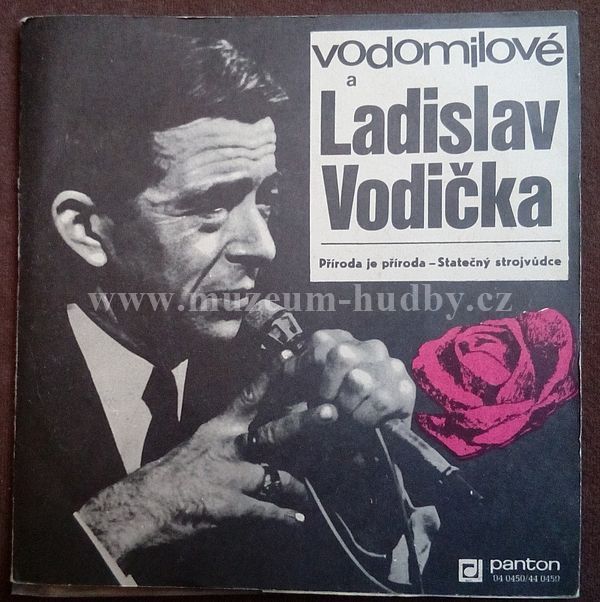 vodomilové
a
Ladislav
Vodička
Příroda je příroda – Statečný strojvůdce
www.muzeum-hudby.cz
panton
04 0450/44 0450